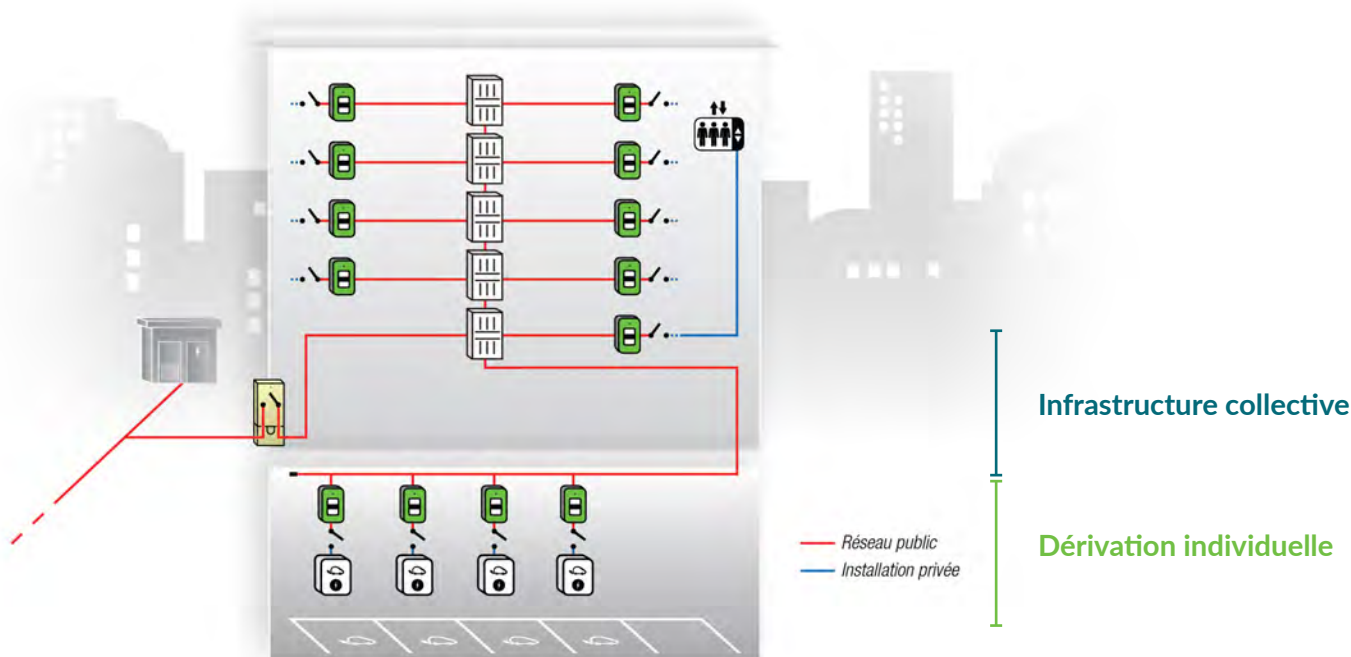 Infrastructure collective
Réseau public
Installation privée
Dérivation individuelle